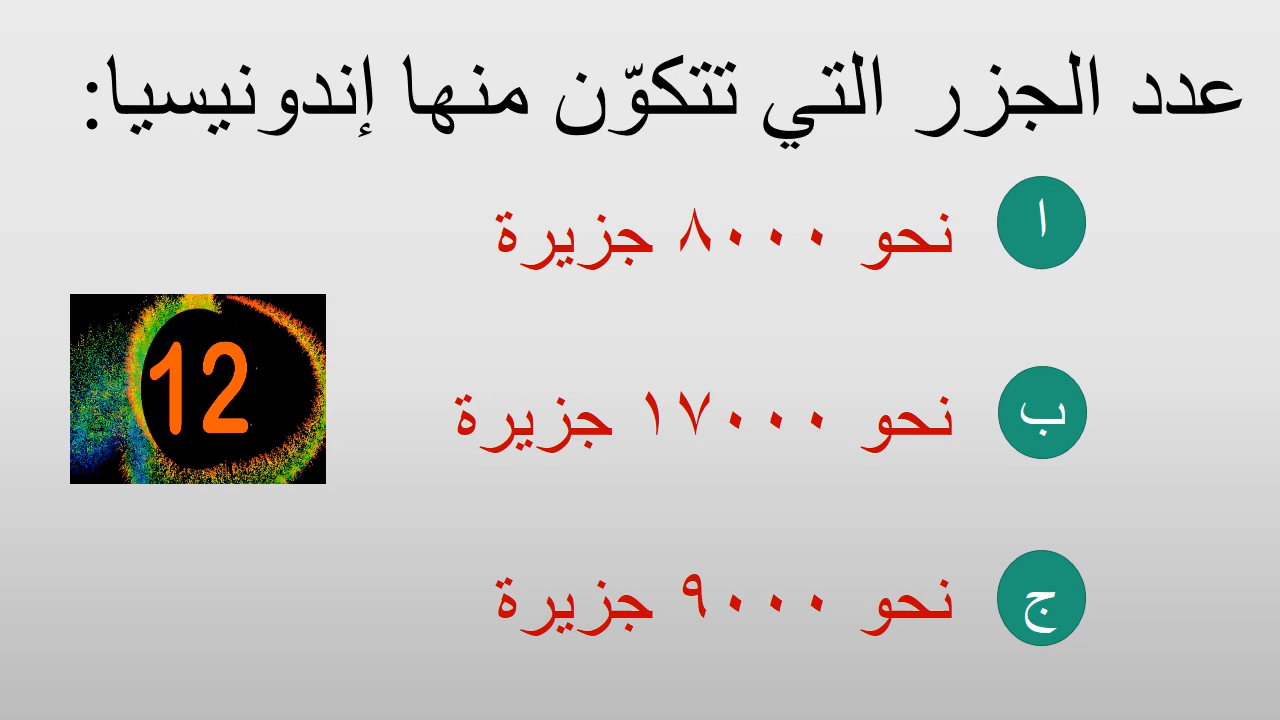 عدد الجزر التي تتكوّن منها إندونيسيا:
ا
نحو ٨٠٠٠ جزيرة
ب
نحو ١٧٠٠٠ جزيرة
12
ج
نحو ٩٠٠٠ جزيرة